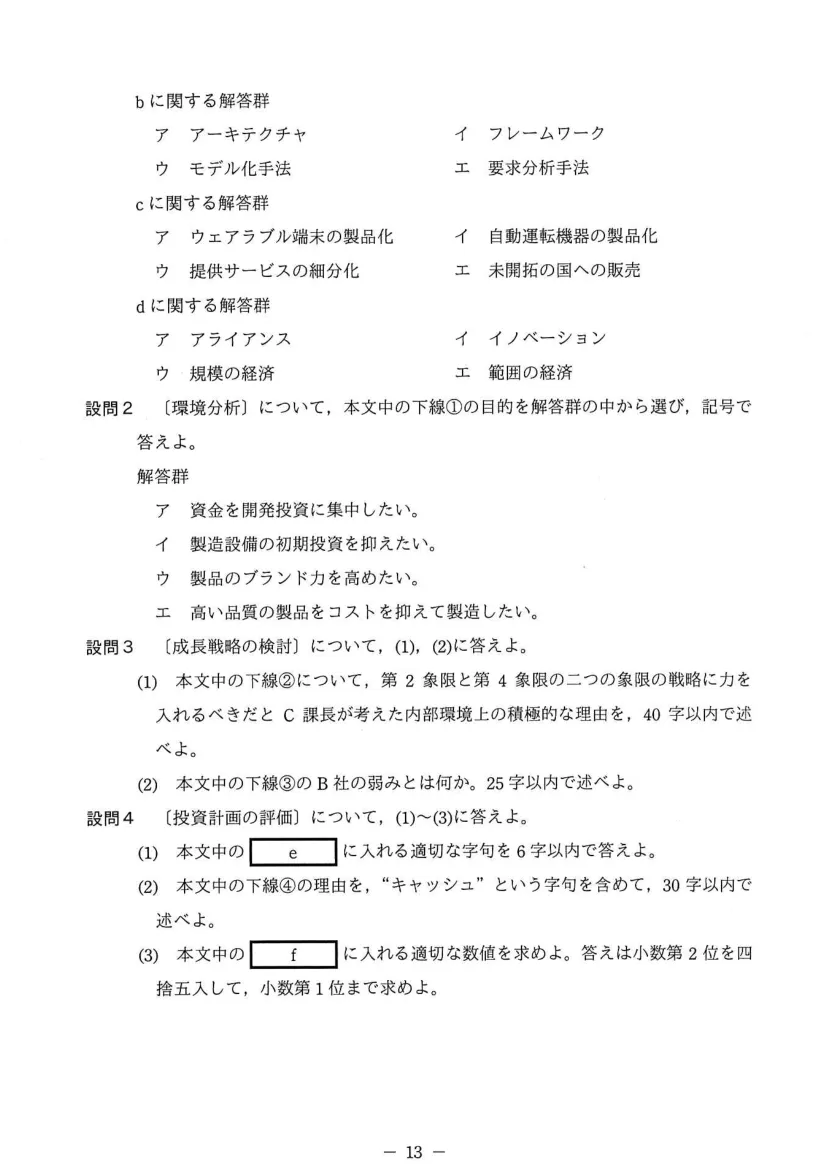 bに関する解答群
ア　アーキテクチャ　イ　フレームワーク
ウ　モデル化手法　エ　要求分析手法
cに関する解答群
ア　ウェアラブル端末の製品化　イ　自動運転機器の製品化
ウ　提供サービスの細分化　エ　未開拓の国への販売
dに関する解答群
ア　アライアンス　イ　イノベーション
ウ　規模の経済　エ　範囲の経済
設問2　〔環境分析〕について，本文中の下線①の目的を解答群の中から選び，記号で
答えよ。
解答群
ア　資金を開発投資に集中したい。
イ　製造設備の初期投資を抑えたい。
ウ　製品のブランド力を高めたい。
エ　高い品質の製品をコストを抑えて製造したい。
設問3　〔成長戦略の検討〕について，(1)，(2)に答えよ。
(1)　本文中の下線②について，第 2 象限と第 4 象限の二つの象限の戦略に力を
入れるべきだと C 課長が考えた内部環境上の積極的な理由を，40 字以内で述
べよ。
(2)　本文中の下線③の B 社の弱みとは何か。25 字以内で述べよ。
設問4　〔投資計画の評価〕について，(1)～(3)に答えよ。
(1)　本文中の e に入れる適切な字句を 6 字以内で答えよ。
(2)　本文中の下線④の理由を，“キャッシュ”という字句を含めて，30 字以内で
述べよ。
(3)　本文中の f に入れる適切な数値を求めよ。答えは小数第 2 位を四
捨五入して，小数第 1 位まで求めよ。
－ 13 －